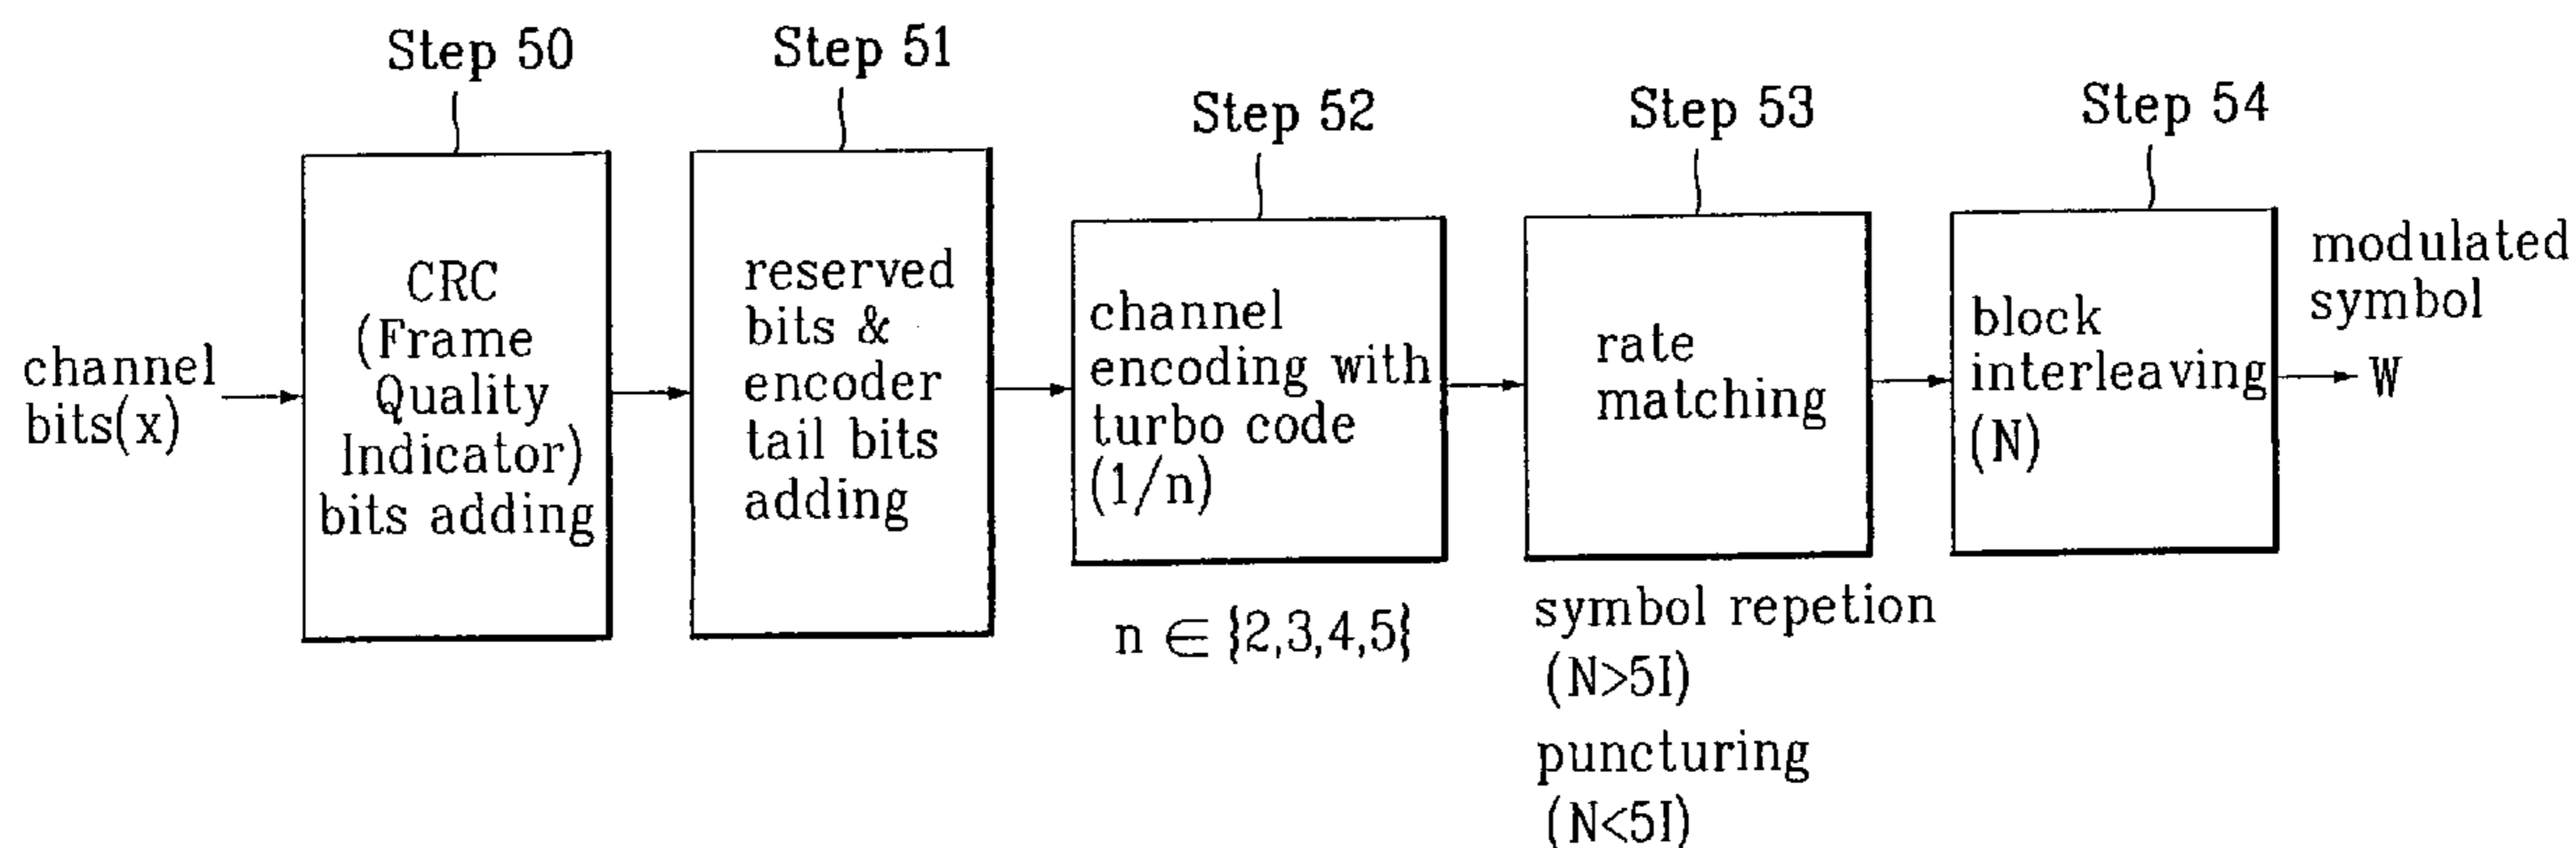 Step 50
Step 51
Step 52
Step 53
Step 54
channel
bits(x)
CRC
(Frame
Quality
Indicator)
bits adding
reserved
bits &
encoder
tail bits
adding
channel
encoding with
turbo code
(1/n)
n ∈ {2,3,4,5{
rate
matching
symbol repetion
(N>5I)
puncturing
(N<5I)
block
interleaving
(N)
modulated
symbol
W